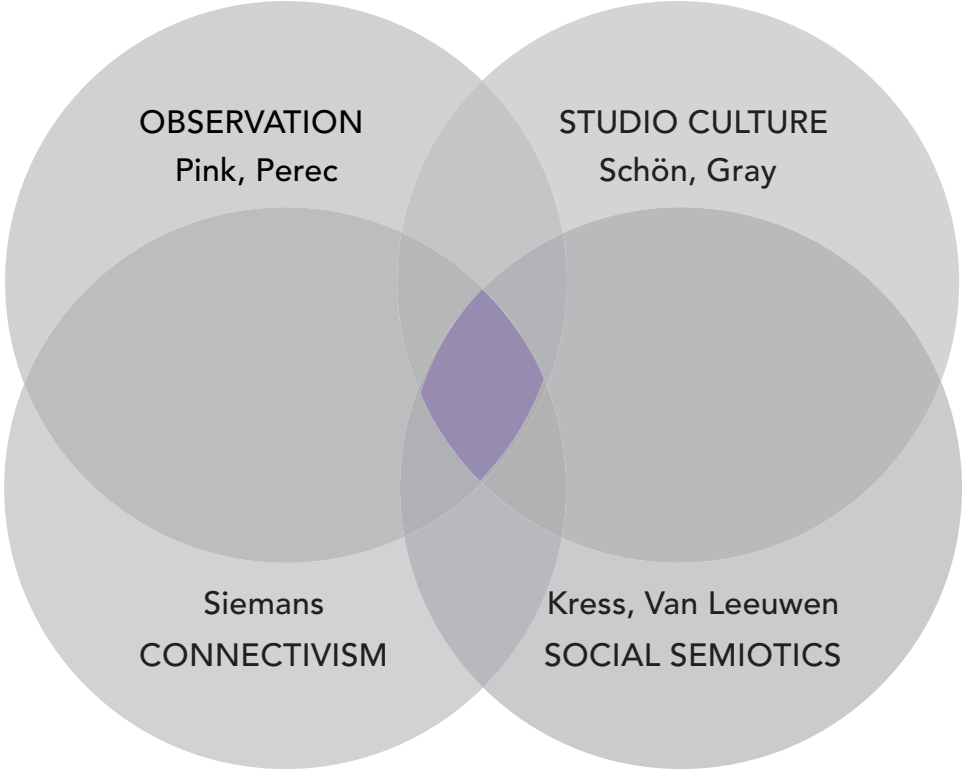 OBSERVATION
Pink, Perec
STUDIO CULTURE
Schön, Gray
Siemans
CONNECTIVISM
Kress, Van Leeuwen
SOCIAL SEMIOTICS